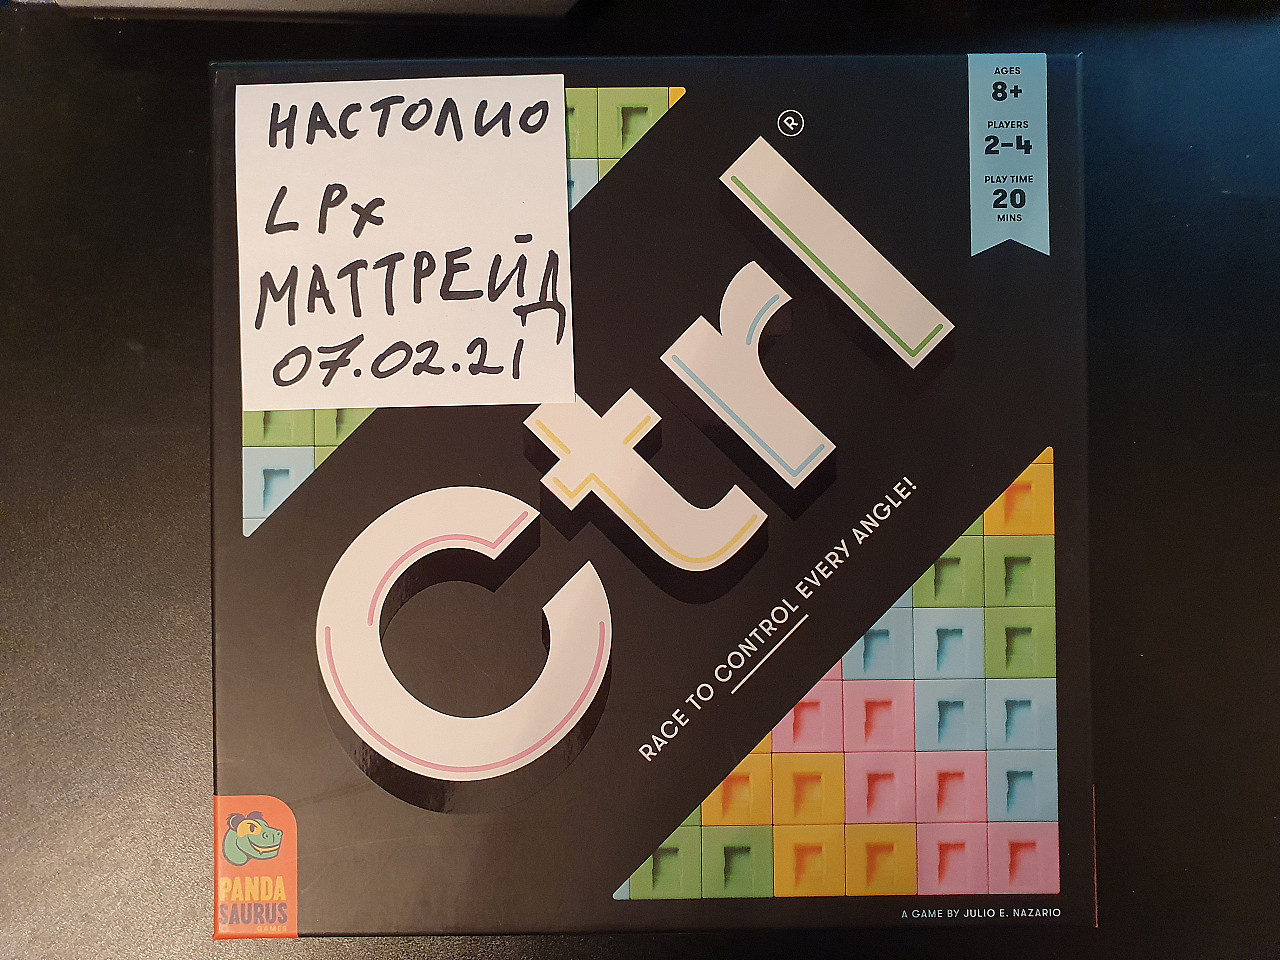 НАСТОЛИО
LPx
МАТТРЕЙД
07.02.21
AGES
8+
PLAYERS
2–4
PLAY TIME
20
MINS
®
Ctrl
RACE TO CONTROL EVERY ANGLE!
PANDA
SAURUS
GAMES
A GAME BY JULIO E. NAZARIO